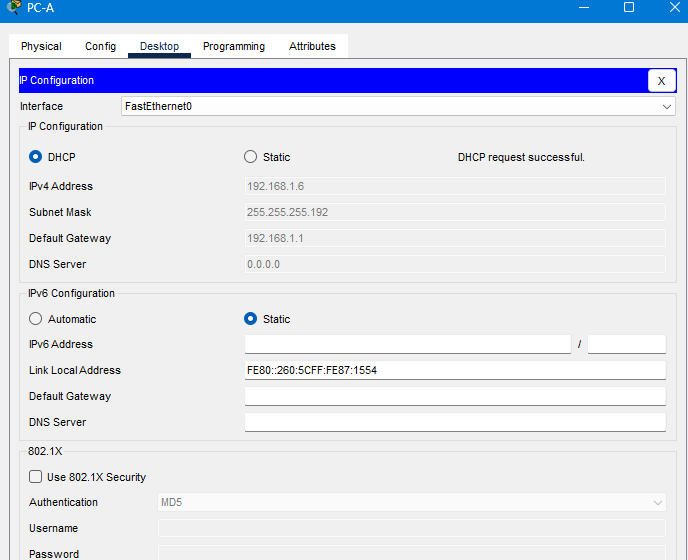 PC-A
Physical Config Desktop Programming Attributes
IP Configuration X
Interface FastEthernet0
IP Configuration
DHCP Static DHCP request successful.
IPv4 Address 192.168.1.6
Subnet Mask 255.255.255.192
Default Gateway 192.168.1.1
DNS Server 0.0.0.0
IPv6 Configuration
Automatic Static
IPv6 Address /
Link Local Address FE80::260:5CFF:FE87:1554
Default Gateway
DNS Server
802.1X
Use 802.1X Security
Authentication MD5
Username
Password